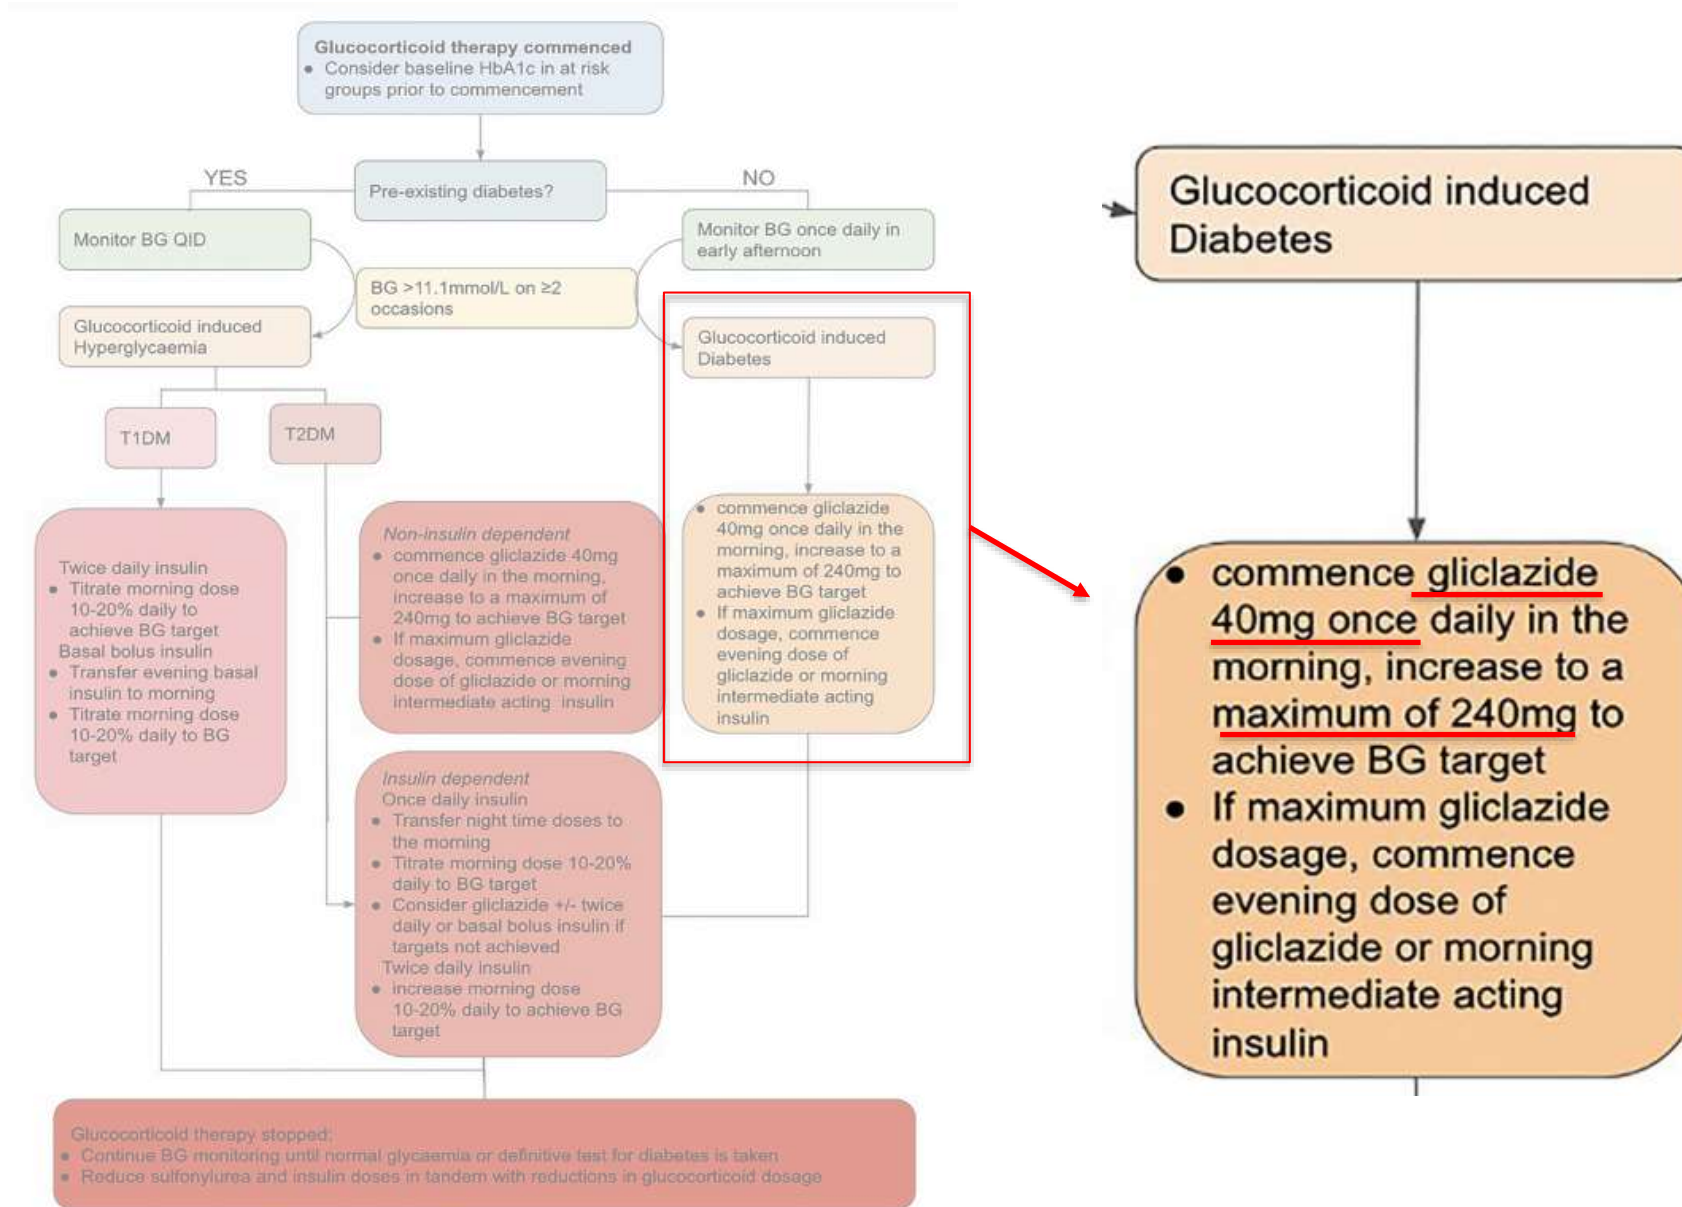 Glucocorticoid therapy commenced
● Consider baseline HbA1c in at risk
groups prior to commencement
YES
NO
Pre-existing diabetes?
Monitor BG QID
Monitor BG once daily in
early afternoon
BG >11.1mmol/L on ≥2
occasions
Glucocorticoid induced
Hyperglycaemia
Glucocorticoid induced
Diabetes
T1DM
T2DM
Twice daily insulin
● Titrate morning dose
10-20% daily to
achieve BG target
Basal bolus insulin
● Transfer evening basal
insulin to morning
● Titrate morning dose
10-20% daily to BG
target
Non-insulin dependent
● commence gliclazide 40mg
once daily in the morning,
increase to a maximum of
240mg to achieve BG target
● If maximum gliclazide
dosage, commence evening
dose of gliclazide or morning
intermediate acting insulin
● commence gliclazide
40mg once daily in the
morning, increase to a
maximum of 240mg to
achieve BG target
● If maximum gliclazide
dosage, commence
evening dose of
gliclazide or morning
intermediate acting
insulin
Insulin dependent
Once daily insulin
● Transfer night time doses to
the morning
● Titrate morning dose 10-20%
daily to BG target
● Consider gliclazide +/- twice
daily or basal bolus insulin if
targets not achieved
Twice daily insulin
● increase morning dose
10-20% daily to achieve BG
target
Glucocorticoid therapy stopped:
● Continue BG monitoring until normal glycaemia or definitive test for diabetes is taken
● Reduce sulfonylurea and insulin doses in tandem with reductions in glucocorticoid dosage
Glucocorticoid induced
Diabetes
● commence gliclazide
40mg once daily in the
morning, increase to a
maximum of 240mg to
achieve BG target
● If maximum gliclazide
dosage, commence
evening dose of
gliclazide or morning
intermediate acting
insulin